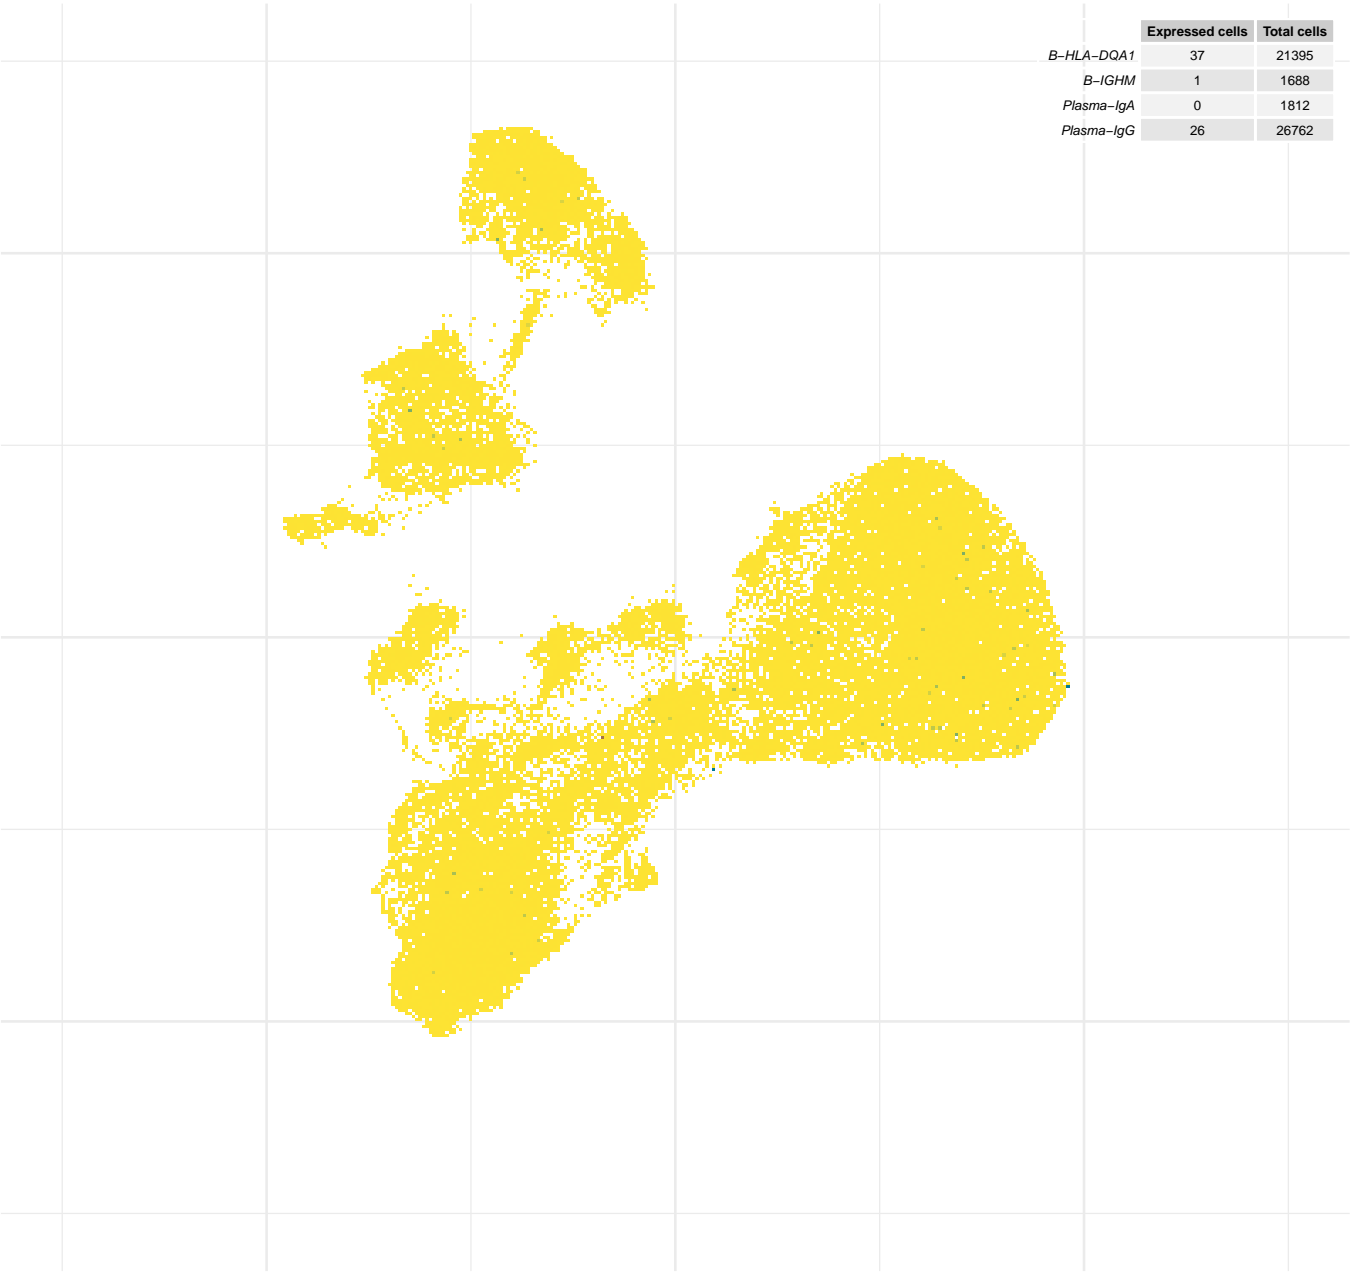 Expressed cells Total cells
B−HLA−DQA1 37 21395
B−IGHM 1 1688
Plasma−IgA 0 1812
Plasma−IgG 26 26762